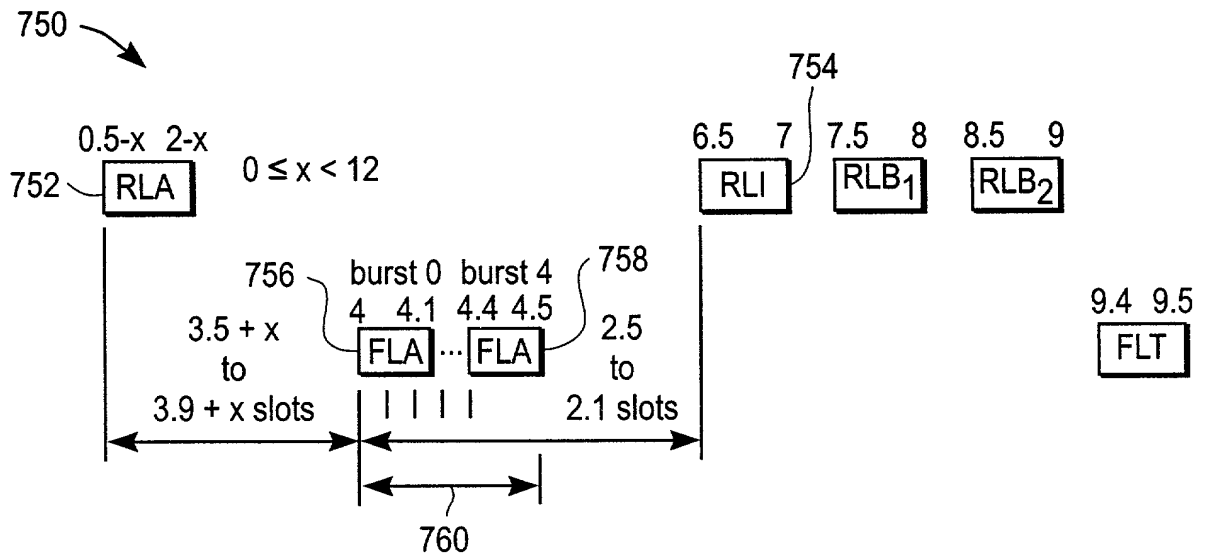 750
754
0.5-x 2-x
6.5 7 7.5 8 8.5 9
752 RLA 0 ≤ x < 12
RLI RLB1 RLB2
756 burst 0 burst 4 758
4 4.1 4.4 4.5
9.4 9.5
FLA ... FLA
FLT
3.5 + x
to
3.9 + x slots
2.5
to
2.1 slots
760